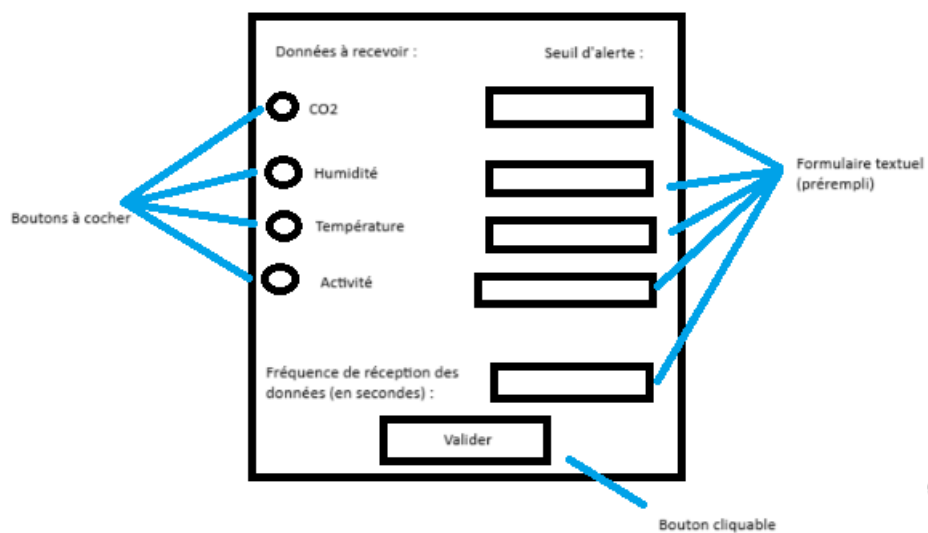 Données à recevoir :
Seuil d'alerte :
CO2
Humidité
Température
Activité
Boutons à cocher
Formulaire textuel
(prérempli)
Fréquence de réception des
données (en secondes) :
Valider
Bouton cliquable